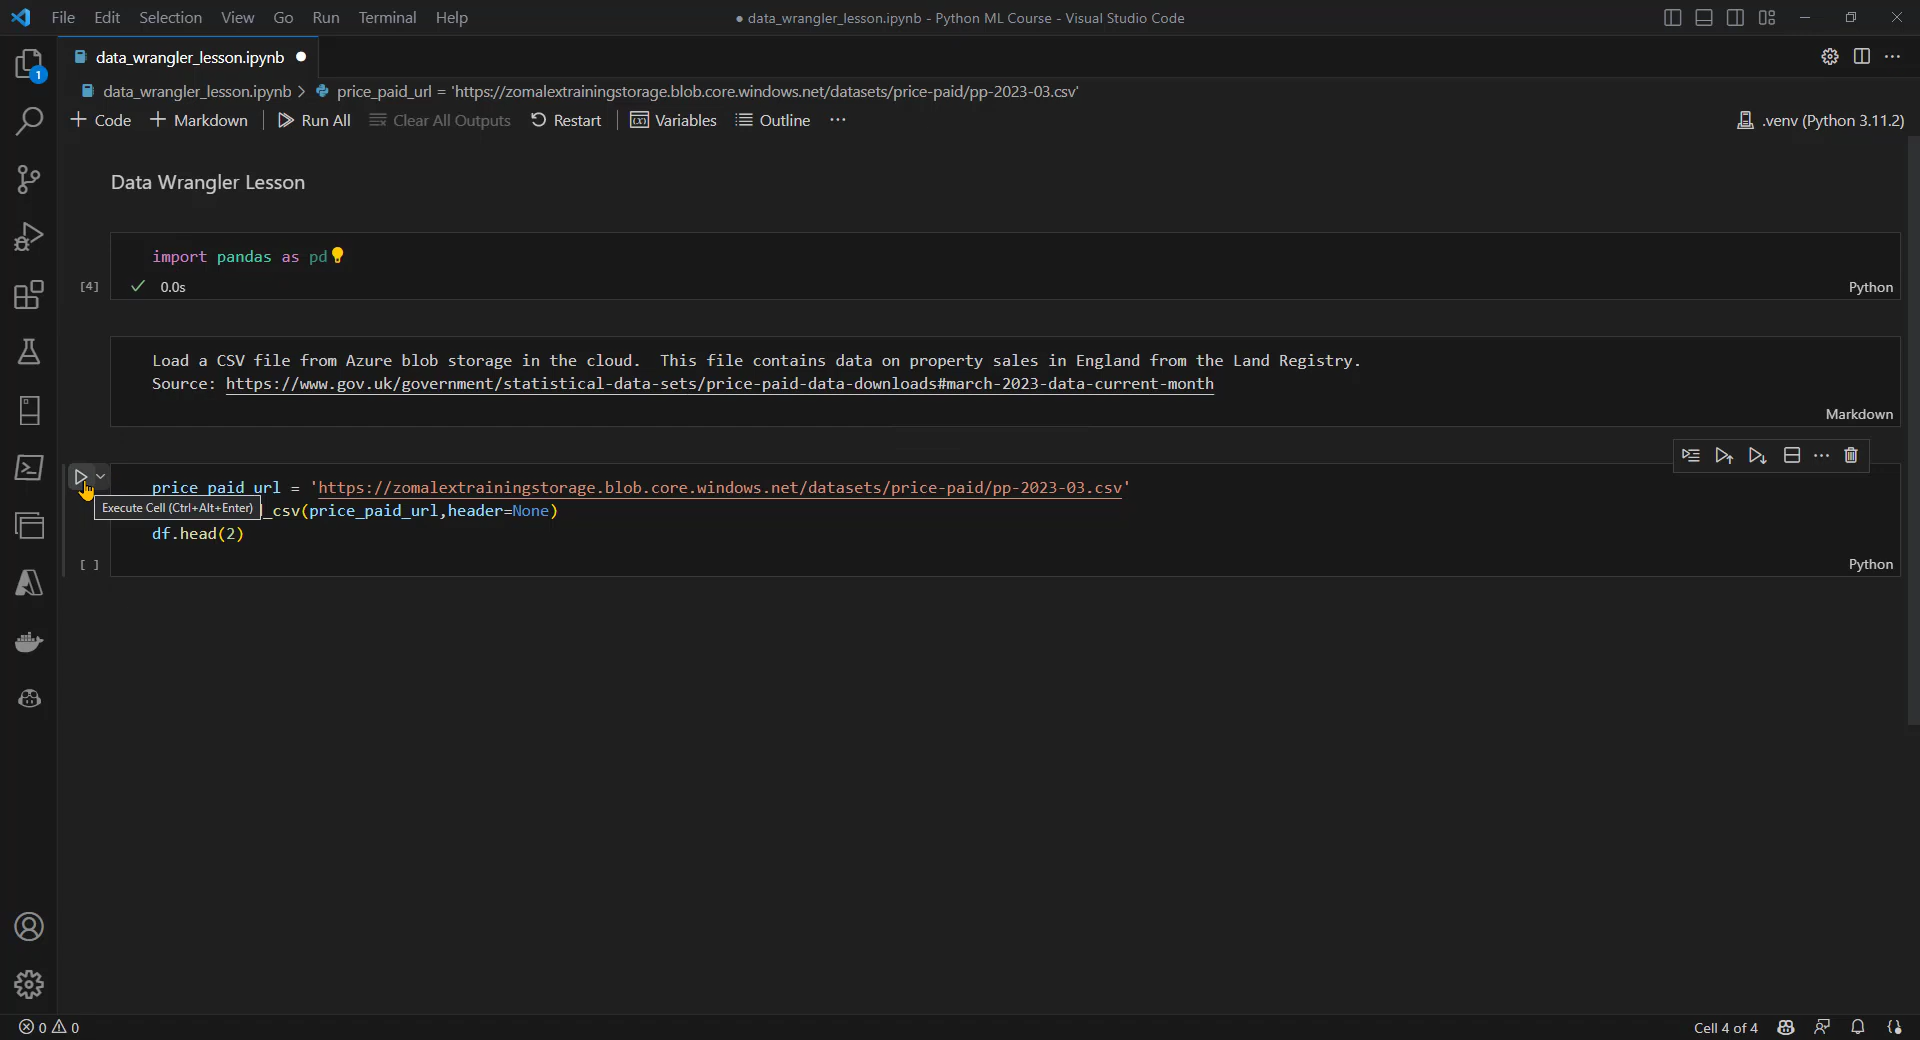 File Edit Selection View Go Run Terminal Help
● data_wrangler_lesson.ipynb - Python ML Course - Visual Studio Code
data_wrangler_lesson.ipynb ●
1
data_wrangler_lesson.ipynb > price_paid_url = 'https://zomalextrainingstorage.blob.core.windows.net/datasets/price-paid/pp-2023-03.csv'
+ Code + Markdown Run All Clear All Outputs Restart Variables Outline ...
.venv (Python 3.11.2)
Data Wrangler Lesson
import pandas as pd
[4] ✓ 0.0s
Python
Load a CSV file from Azure blob storage in the cloud.  This file contains data on property sales in England from the Land Registry.
Source: https://www.gov.uk/government/statistical-data-sets/price-paid-data-downloads#march-2023-data-current-month
Markdown
price_paid_url = 'https://zomalextrainingstorage.blob.core.windows.net/datasets/price-paid/pp-2023-03.csv'
Execute Cell (Ctrl+Alt+Enter)
_csv(price_paid_url,header=None)
df.head(2)
[ ]
Python
0 0
Cell 4 of 4